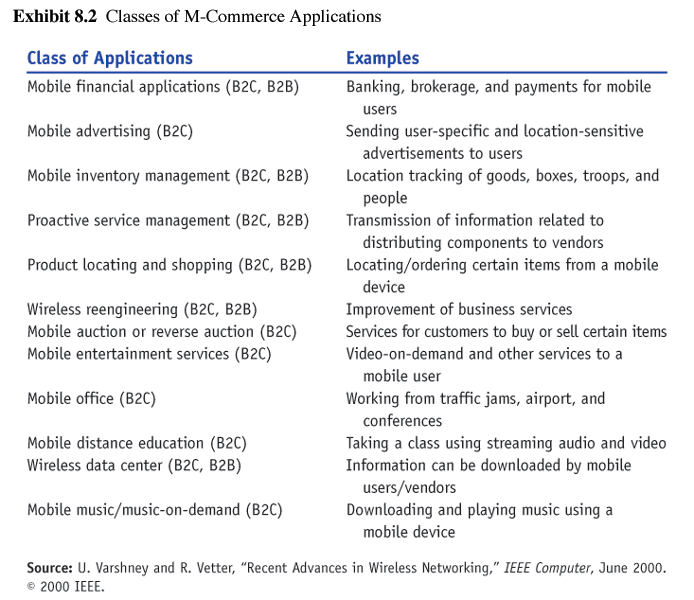 Exhibit 8.2 Classes of M-Commerce Applications
Class of Applications Examples
Mobile financial applications (B2C, B2B) Banking, brokerage, and payments for mobile
users
Mobile advertising (B2C) Sending user-specific and location-sensitive
advertisements to users
Mobile inventory management (B2C, B2B) Location tracking of goods, boxes, troops, and
people
Proactive service management (B2C, B2B) Transmission of information related to
distributing components to vendors
Product locating and shopping (B2C, B2B) Locating/ordering certain items from a mobile
device
Wireless reengineering (B2C, B2B) Improvement of business services
Mobile auction or reverse auction (B2C) Services for customers to buy or sell certain items
Mobile entertainment services (B2C) Video-on-demand and other services to a
mobile user
Mobile office (B2C) Working from traffic jams, airport, and
conferences
Mobile distance education (B2C) Taking a class using streaming audio and video
Wireless data center (B2C, B2B) Information can be downloaded by mobile
users/vendors
Mobile music/music-on-demand (B2C) Downloading and playing music using a
mobile device
Source: U. Varshney and R. Vetter, “Recent Advances in Wireless Networking,” IEEE Computer, June 2000.
© 2000 IEEE.